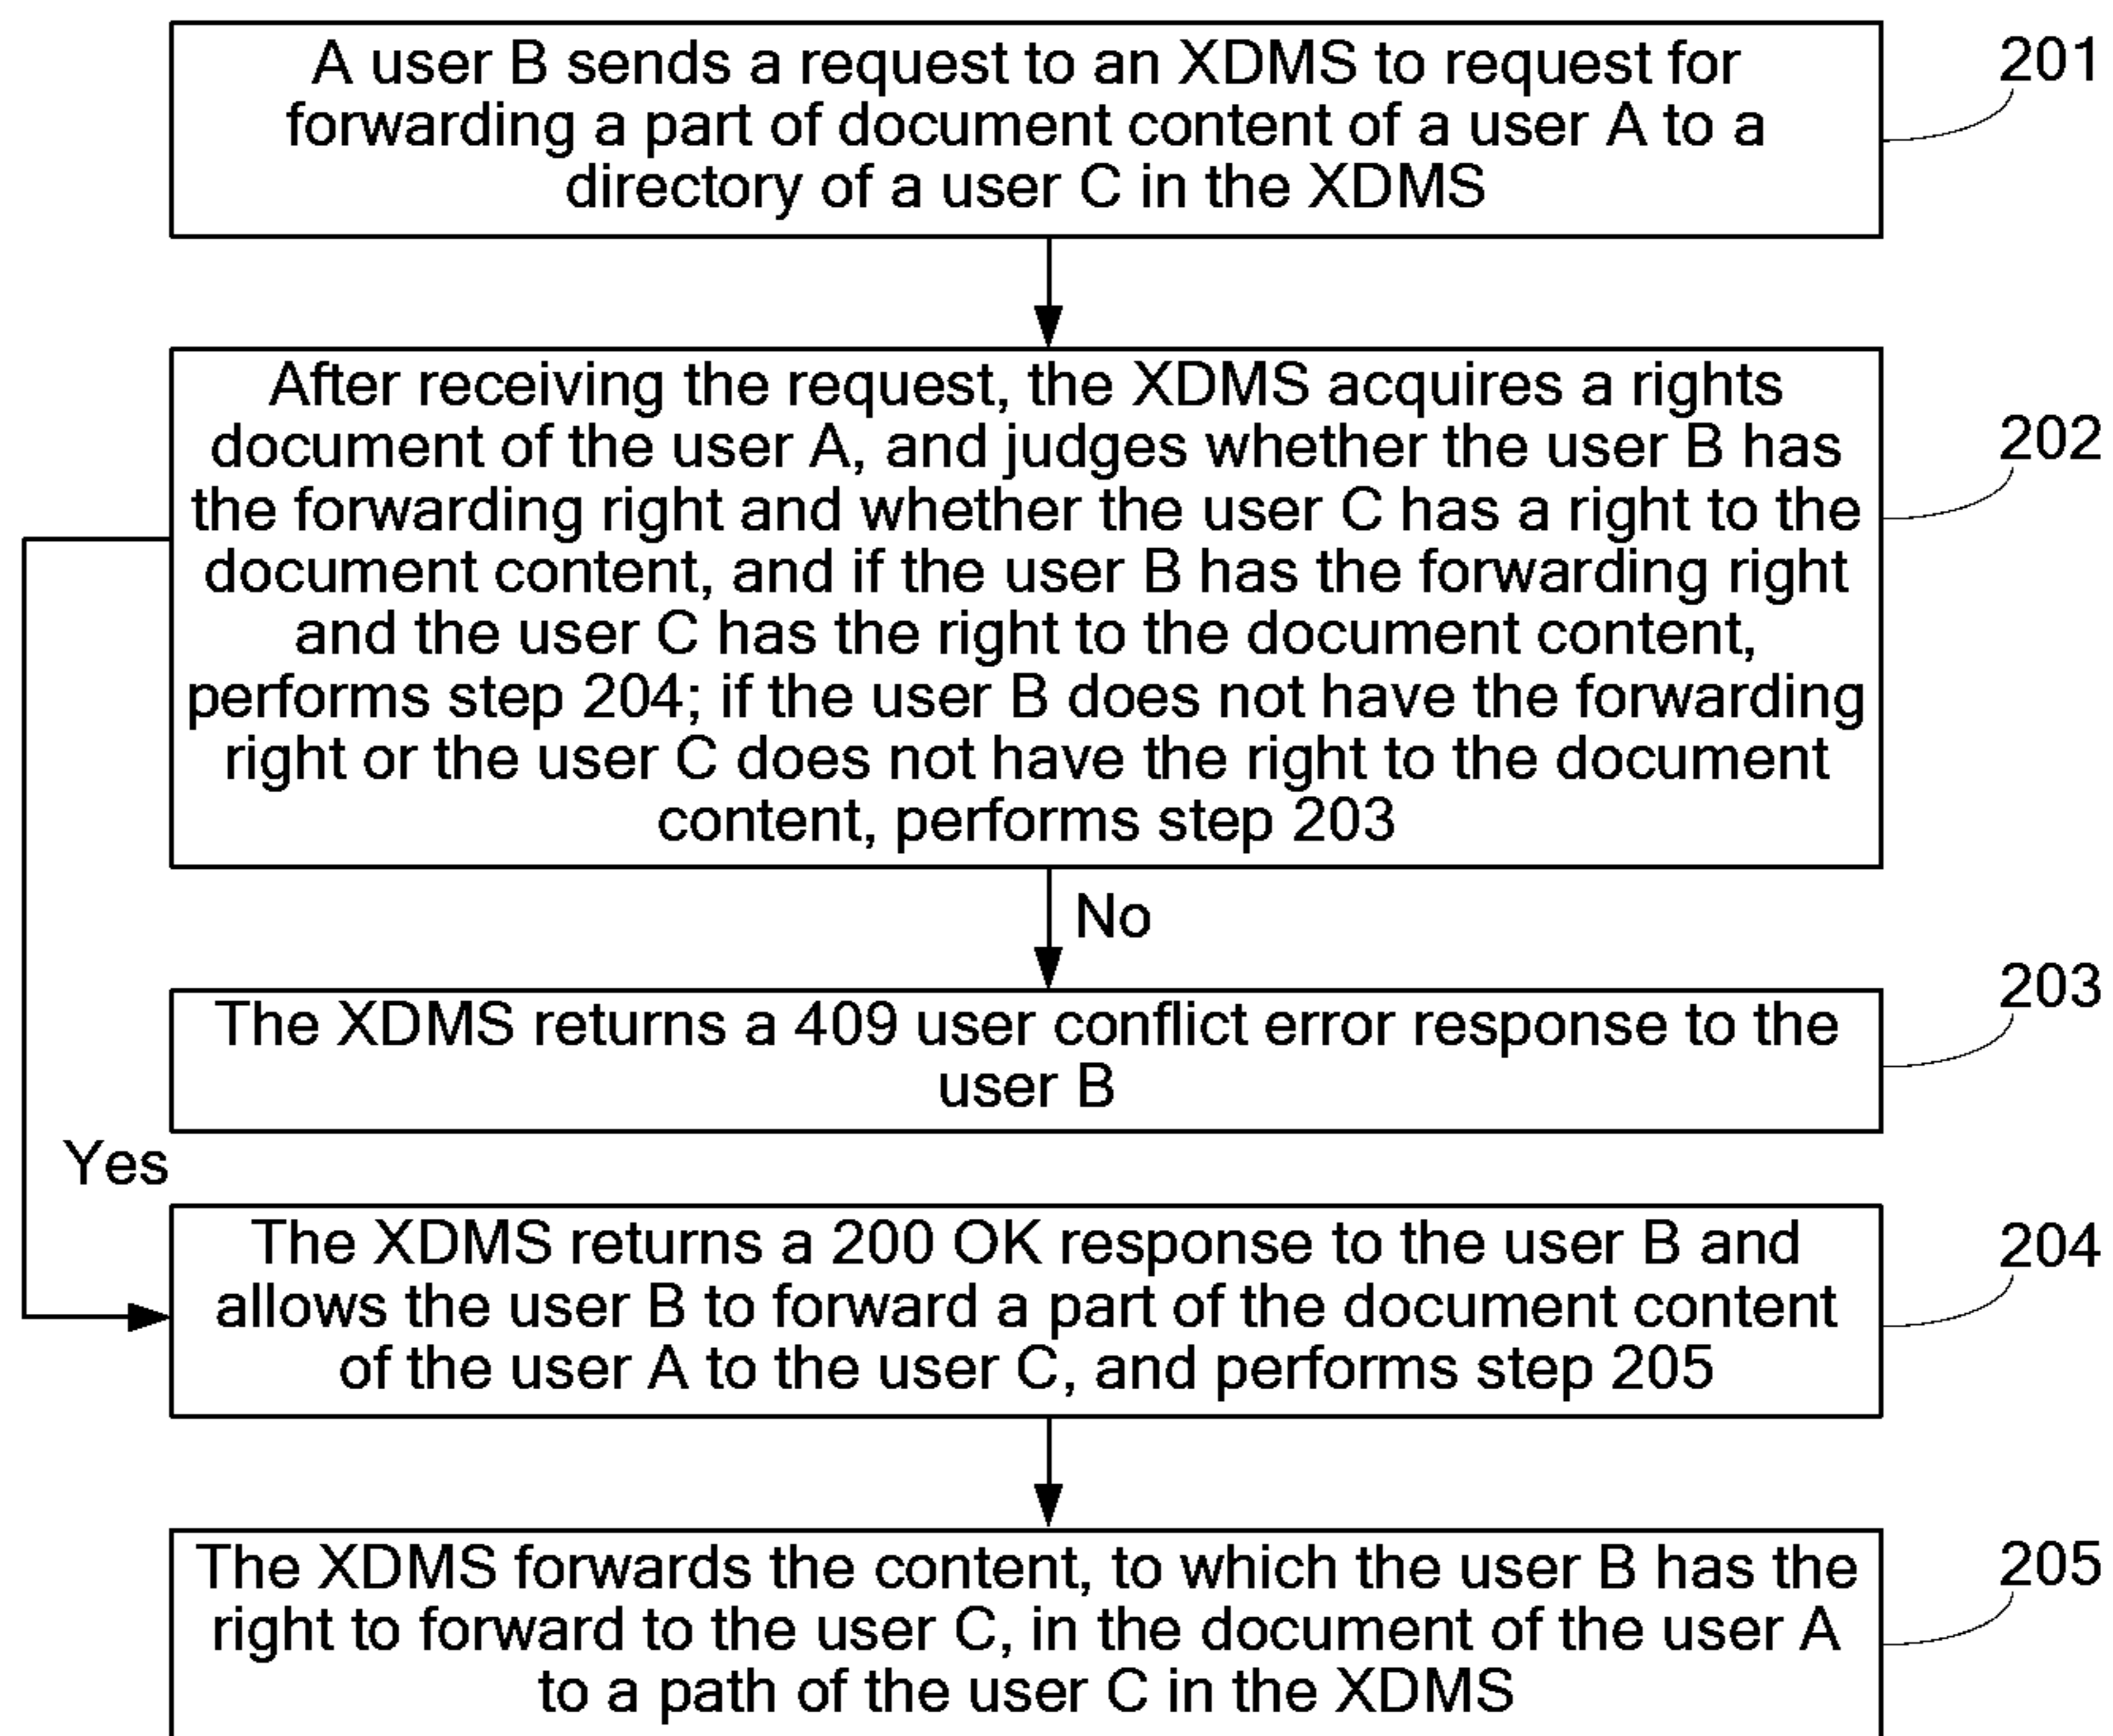 A user B sends a request to an XDMS to request for
forwarding a part of document content of a user A to a
directory of a user C in the XDMS
201
After receiving the request, the XDMS acquires a rights
document of the user A, and judges whether the user B has
the forwarding right and whether the user C has a right to the
document content, and if the user B has the forwarding right
and the user C has the right to the document content,
performs step 204; if the user B does not have the forwarding
right or the user C does not have the right to the document
content, performs step 203
202
No
The XDMS returns a 409 user conflict error response to the
user B
203
Yes
The XDMS returns a 200 OK response to the user B and
allows the user B to forward a part of the document content
of the user A to the user C, and performs step 205
204
The XDMS forwards the content, to which the user B has the
right to forward to the user C, in the document of the user A
to a path of the user C in the XDMS
205